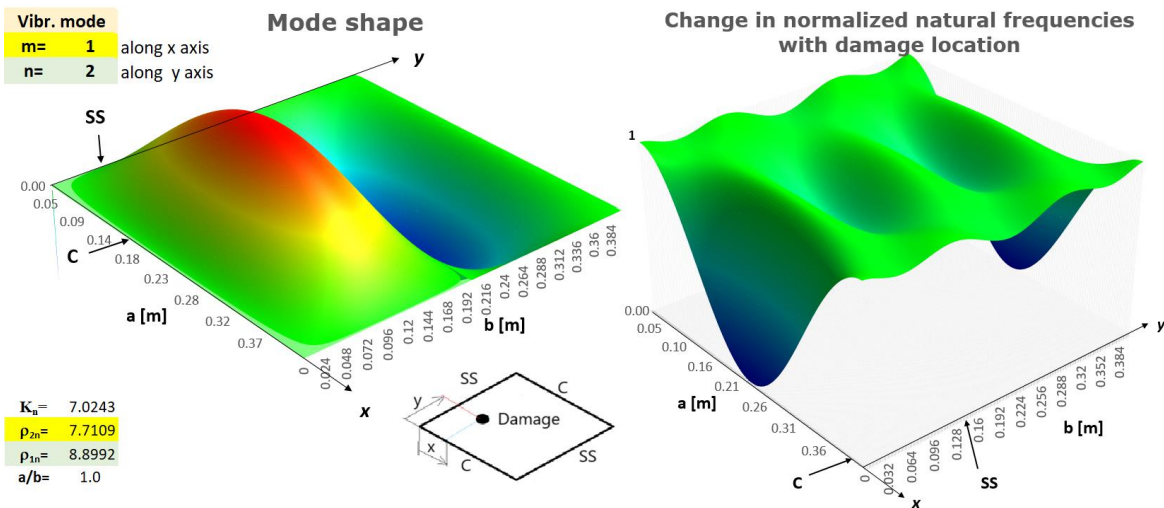 Vibr. mode
m= 1 along x axis
n= 2 along y axis
Mode shape
y
SS
0.00
0.05
0.09
0.14
0.18
0.23
0.28
0.32
0.37
C
a [m]
0
0.024
0.048
0.072
0.096
0.12
0.144
0.168
0.192
0.216
0.24
0.264
0.288
0.312
0.336
0.36
0.384
b [m]
x
Kn= 7.0243
ρ2n= 7.7109
ρ1n= 8.8992
a/b= 1.0
SS
C
y
Damage
x
C
SS
Change in normalized natural frequencies
with damage location
1
0.00
0.05
0.10
0.16
0.21
0.26
0.31
0.36
a [m]
C
0
0.032
0.064
0.096
0.128
0.16
0.192
0.224
0.256
0.288
0.32
0.352
0.384
b [m]
y
SS
x